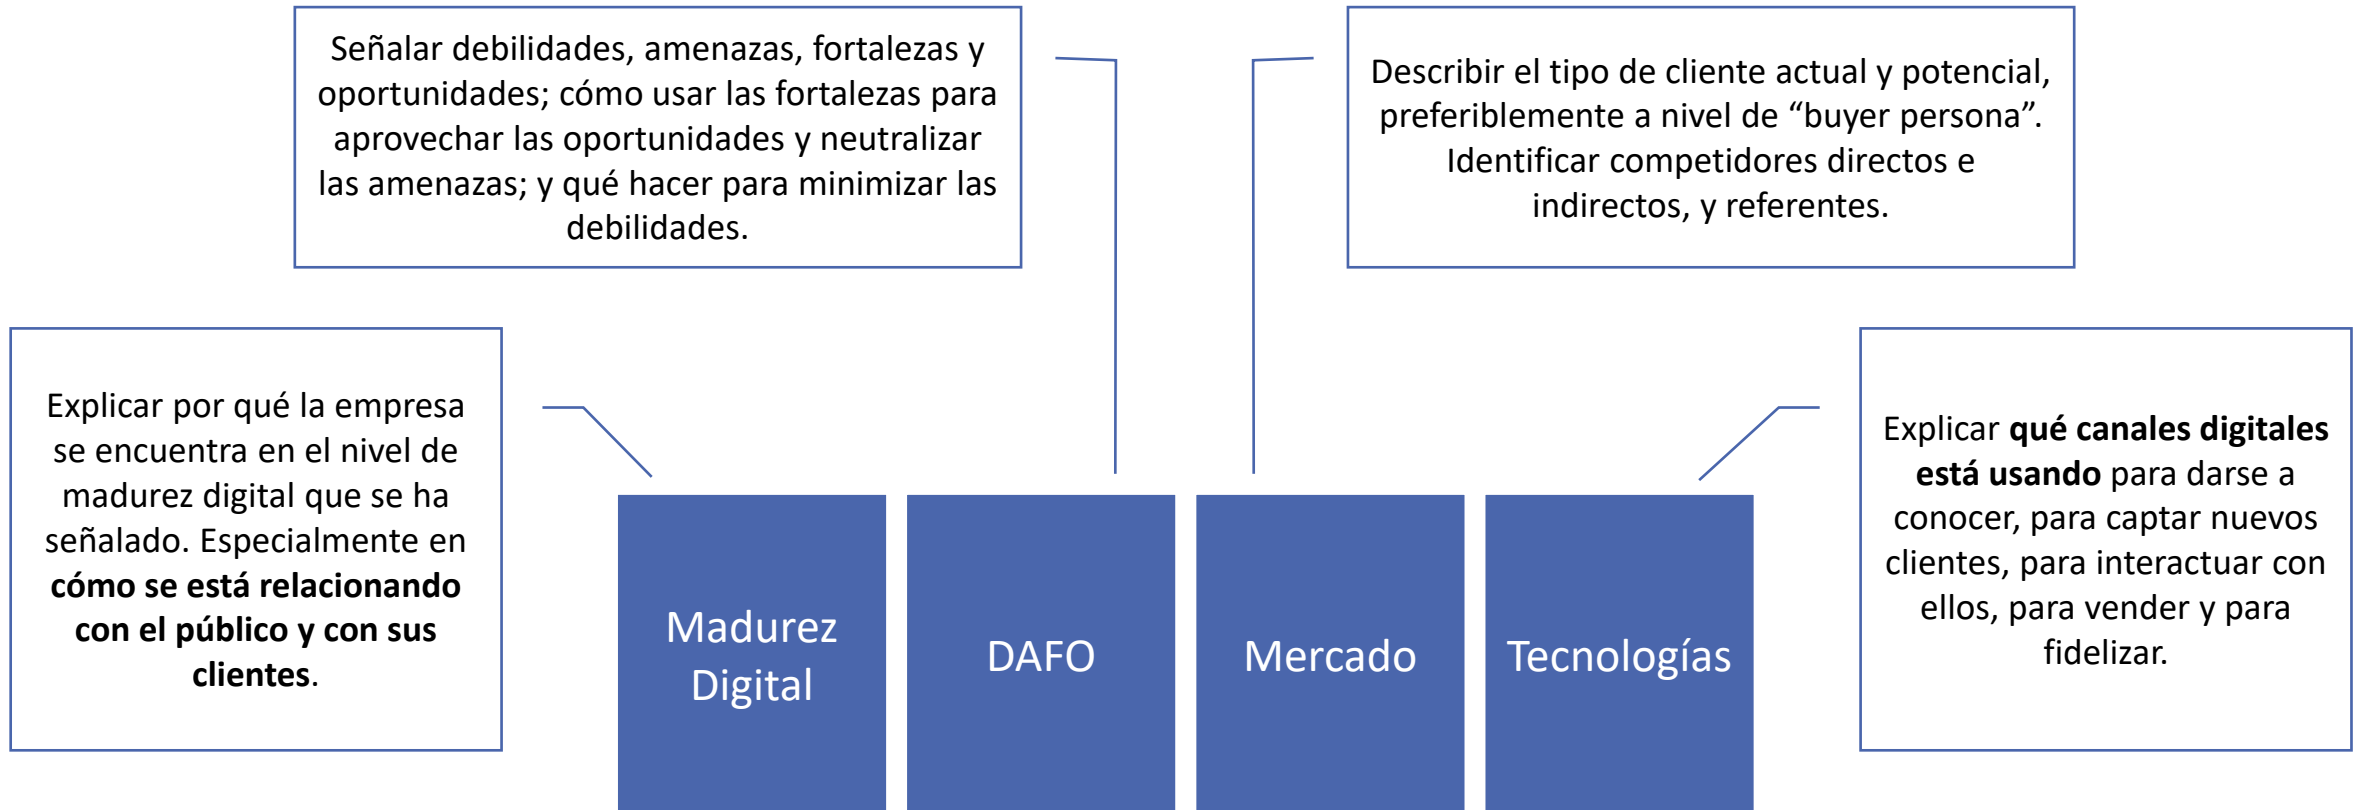 Señalar debilidades, amenazas, fortalezas y
oportunidades; cómo usar las fortalezas para
aprovechar las oportunidades y neutralizar
las amenazas; y qué hacer para minimizar las
debilidades.
Describir el tipo de cliente actual y potencial,
preferiblemente a nivel de “buyer persona”.
Identificar competidores directos e
indirectos, y referentes.
Explicar por qué la empresa
se encuentra en el nivel de
madurez digital que se ha
señalado. Especialmente en
cómo se está relacionando
con el público y con sus
clientes.
Explicar qué canales digitales
está usando para darse a
conocer, para captar nuevos
clientes, para interactuar con
ellos, para vender y para
fidelizar.
Madurez
Digital
DAFO
Mercado
Tecnologías